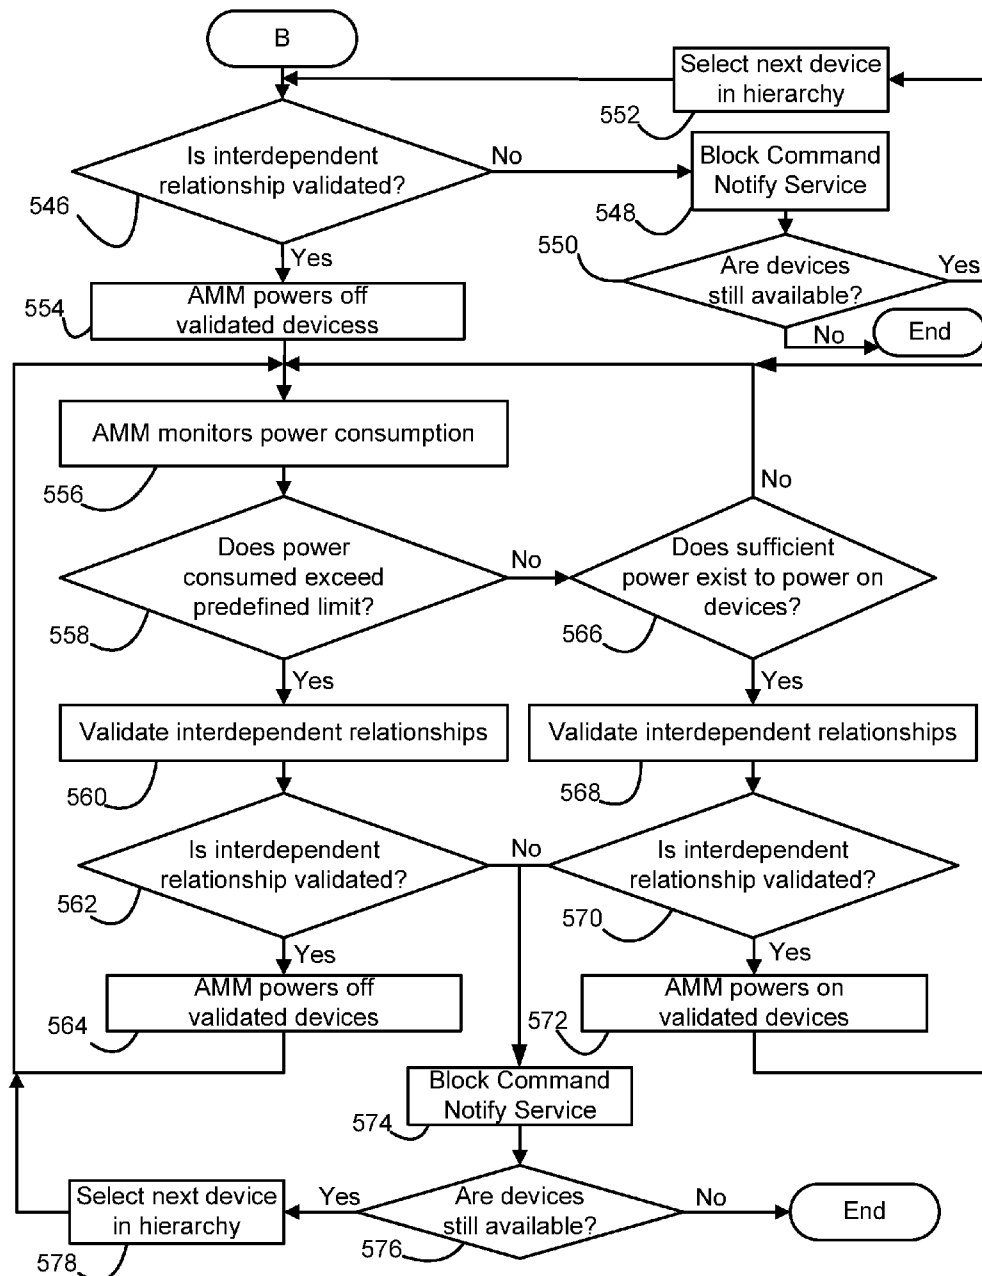 B
Select next device
in hierarchy
552
Is interdependent
relationship validated?
No
546
Block Command
Notify Service
548
550
Are devices
still available?
Yes
No
End
Yes
AMM powers off
validated devicess
554
AMM monitors power consumption
556
Does power
consumed exceed
predefined limit?
No
558
No
Does sufficient
power exist to power on
devices?
566
Yes
Yes
Validate interdependent relationships
560
Validate interdependent relationships
568
Is interdependent
relationship validated?
No
562
Is interdependent
relationship validated?
570
Yes
Yes
AMM powers off
validated devices
564
AMM powers on
validated devices
572
Block Command
Notify Service
574
Select next device
in hierarchy
578
Yes
Are devices
still available?
576
No
End